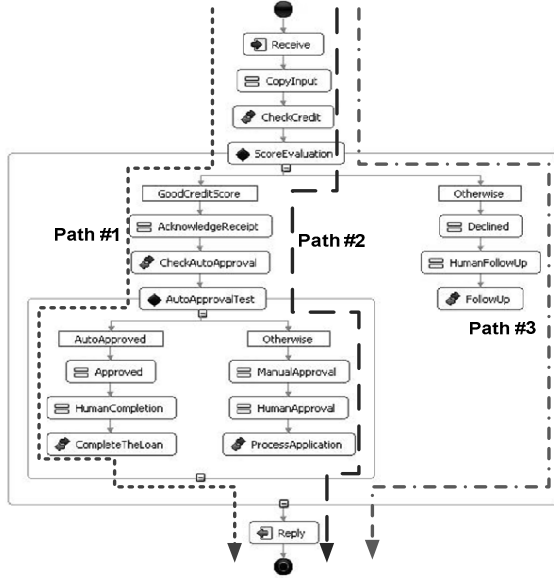 Receive
CopyInput
CheckCredit
ScoreEvaluation
GoodCreditScore
Otherwise
AcknowledgeReceipt
Declined
Path #1
Path #2
CheckAutoApproval
HumanFollowUp
AutoApprovalTest
FollowUp
Path #3
AutoApproved
Otherwise
Approved
ManualApproval
HumanCompletion
HumanApproval
CompleteTheLoan
ProcessApplication
Reply